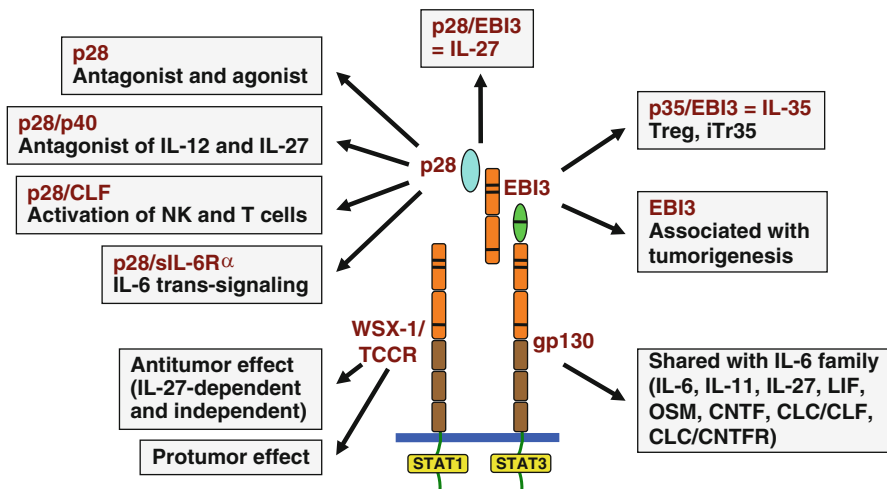 p28/EBI3
= IL-27
p28
Antagonist and agonist
p28/p40
Antagonist of IL-12 and IL-27
p28/CLF
Activation of NK and T cells
p28/sIL-6Rα
IL-6 trans-signaling
p28
EBI3
p35/EBI3 = IL-35
Treg, iTr35
EBI3
Associated with
tumorigenesis
WSX-1/
TCCR
gp130
Antitumor effect
(IL-27-dependent
and independent)
Protumor effect
Shared with IL-6 family
(IL-6, IL-11, IL-27, LIF,
OSM, CNTF, CLC/CLF,
CLC/CNTFR)
STAT1
STAT3